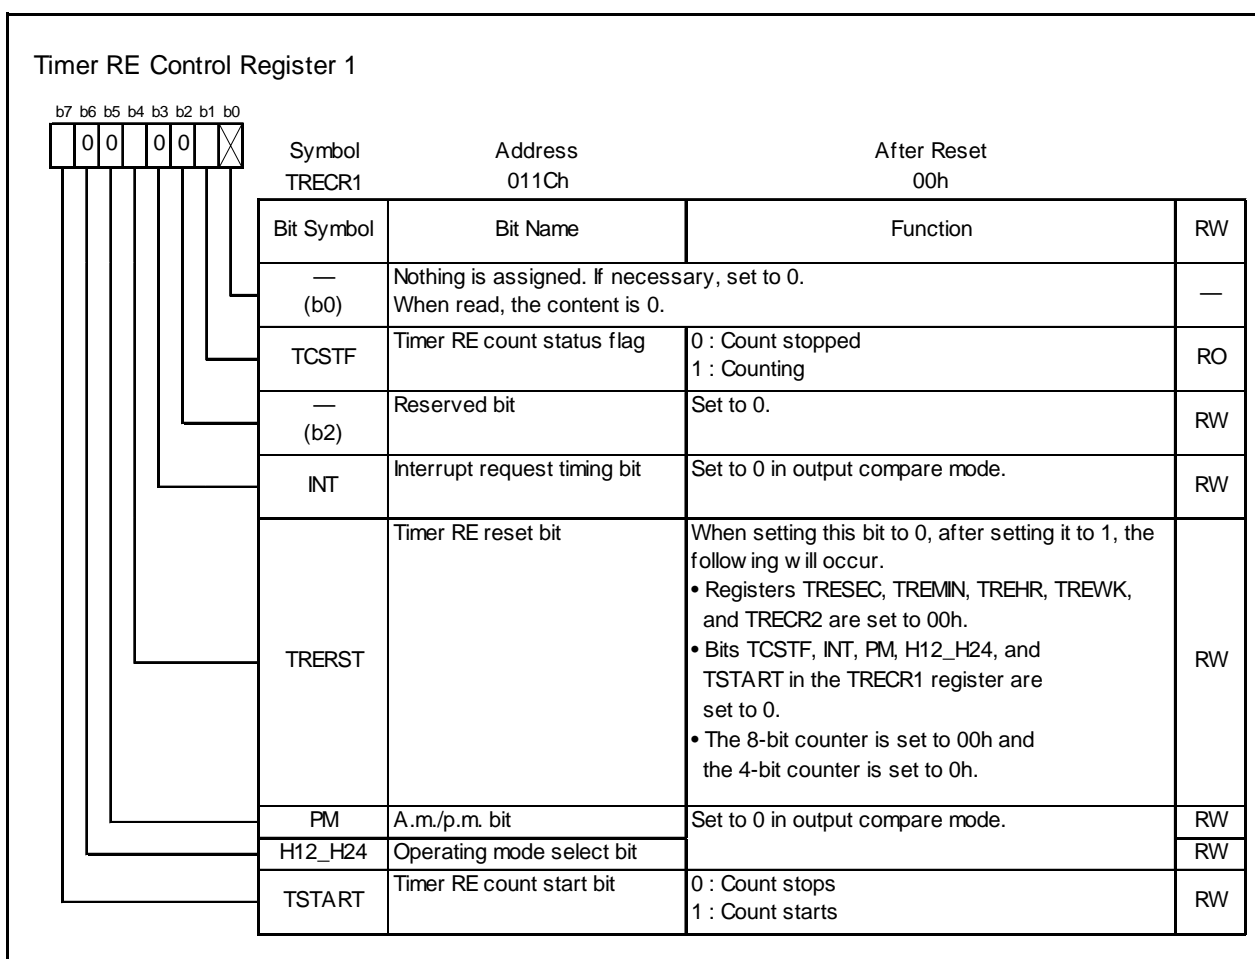 Timer RE Control Register 1
b7 b6 b5 b4 b3 b2 b1 b0
0 0 0 0
Symbol Address After Reset
TRECR1 011Ch 00h
Bit Symbol Bit Name Function RW
—
(b0)
Nothing is assigned. If necessary, set to 0.
When read, the content is 0.
—
TCSTF
Timer RE count status flag
0 : Count stopped
1 : Counting
RO
—
(b2)
Reserved bit
Set to 0.
RW
INT
Interrupt request timing bit
Set to 0 in output compare mode.
RW
TRERST
Timer RE reset bit
When setting this bit to 0, after setting it to 1, the
following will occur.
• Registers TRESEC, TREMIN, TREHR, TREWK,
and TRECR2 are set to 00h.
• Bits TCSTF, INT, PM, H12_H24, and
TSTART in the TRECR1 register are
set to 0.
• The 8-bit counter is set to 00h and
the 4-bit counter is set to 0h.
RW
PM A.m./p.m. bit Set to 0 in output compare mode. RW
H12_H24 Operating mode select bit RW
TSTART
Timer RE count start bit
0 : Count stops
1 : Count starts
RW